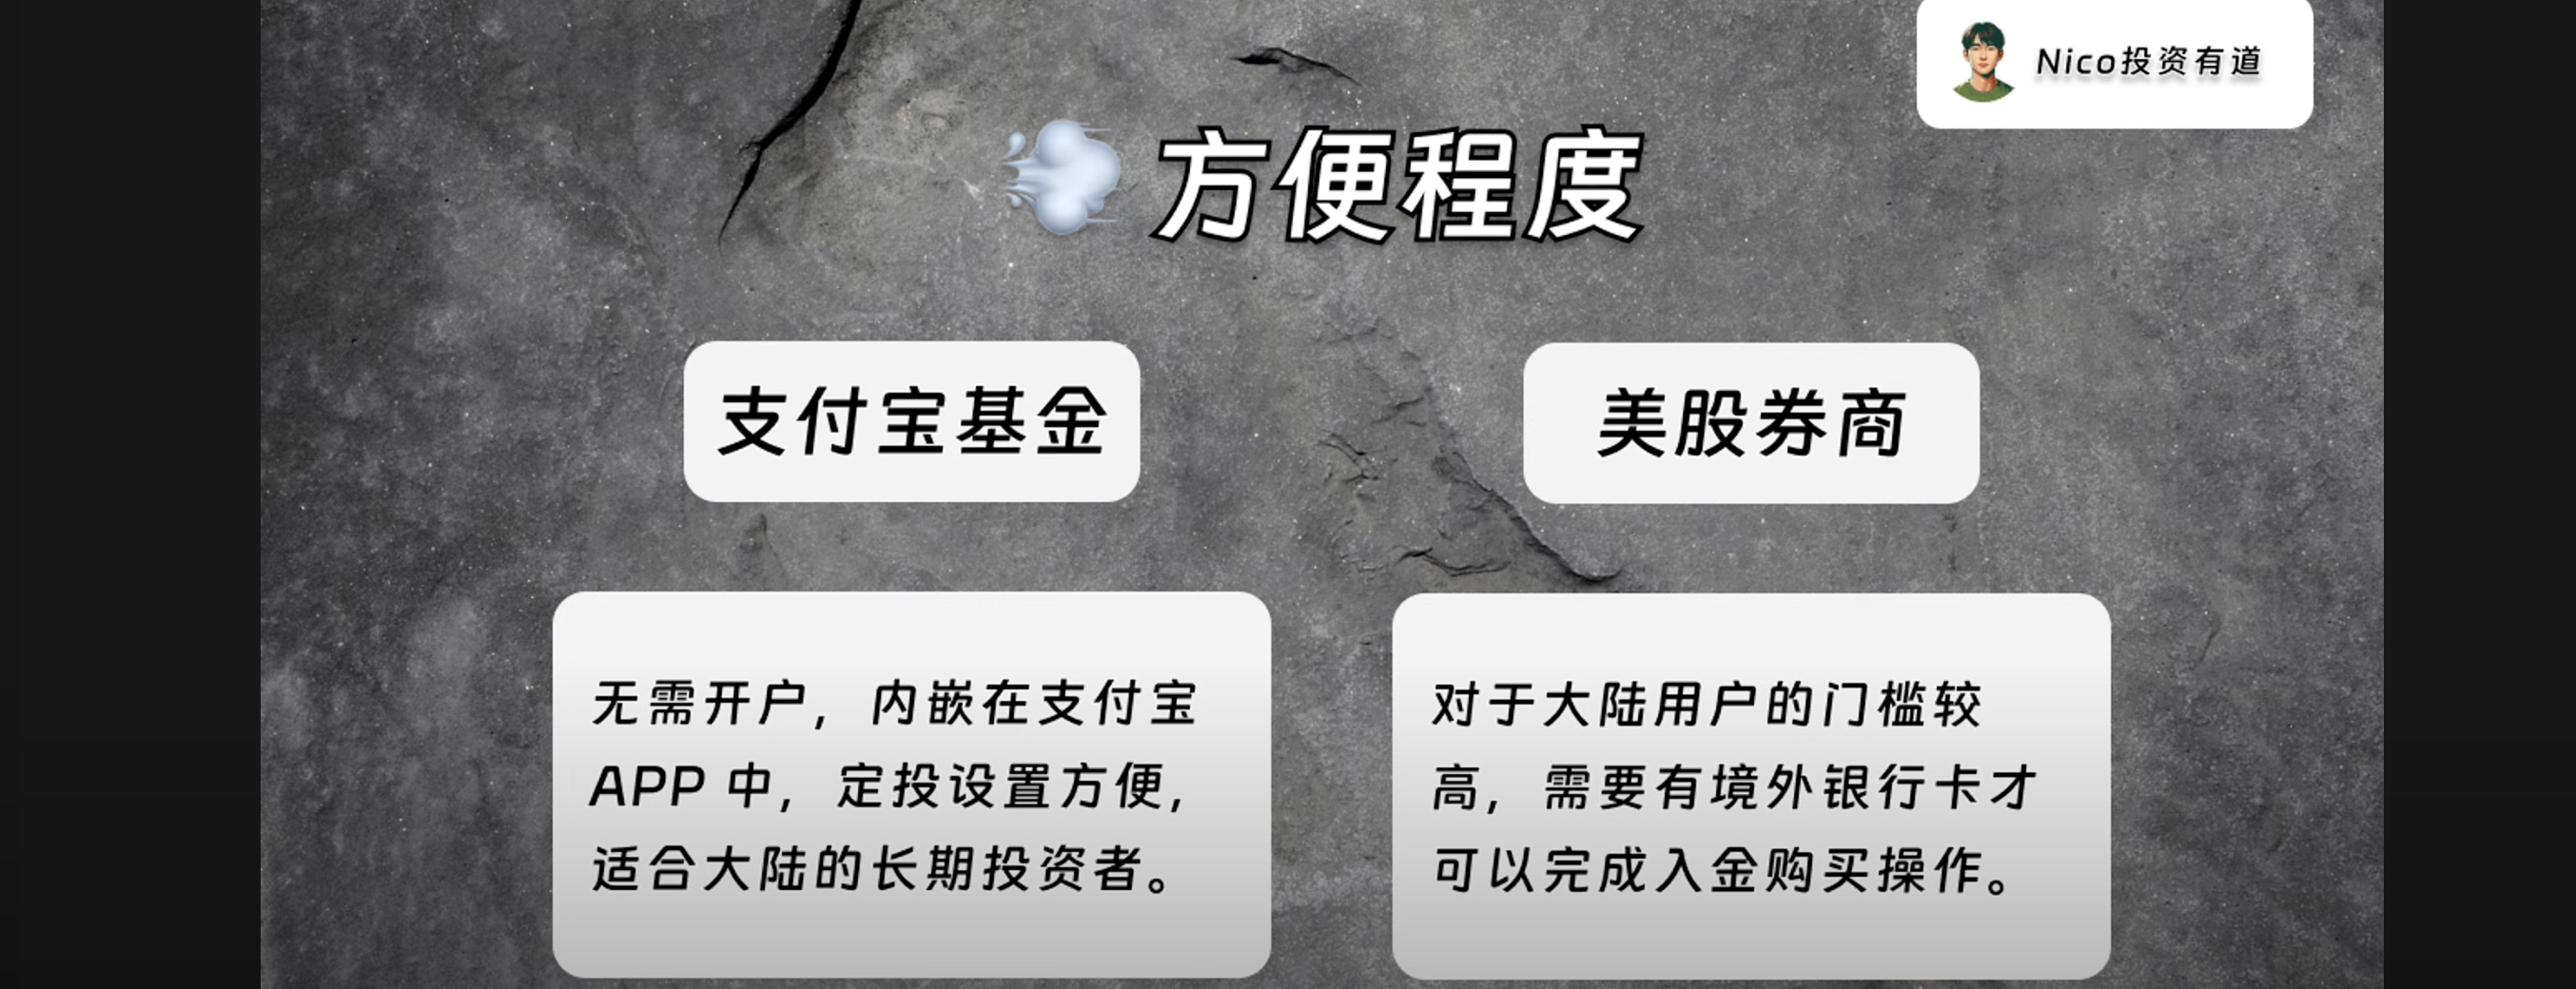 Nico投资有道
方便程度
支付宝基金
美股券商
无需开户，内嵌在支付宝
APP 中，定投设置方便，
适合大陆的长期投资者。
对于大陆用户的门槛较
高，需要有境外银行卡才
可以完成入金购买操作。